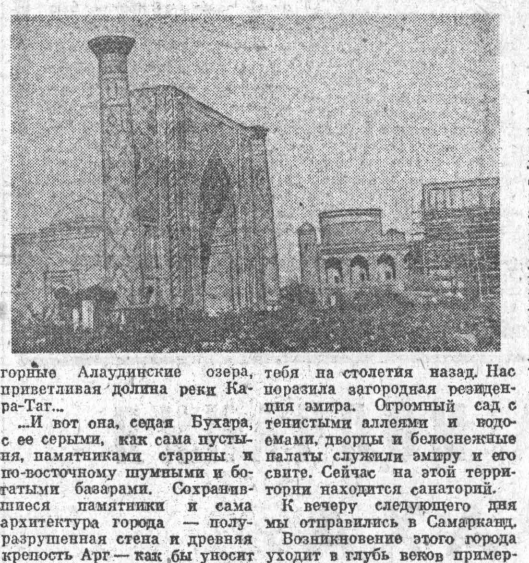 горные Алаудинские озера,
приветливая долина реки Ка-
ра-Таг...
...И вот она, седая Бухара,
с ее серыми, как сама пусты-
ня, памятниками старины и
по-восточному шумными и бо-
гатыми базарами. Сохранив-
шиеся памятники и сама
архитектура города — полу-
разрушенная стена и древняя
крепость Арг — как бы уносит
тебя на столетия назад. Нас
поразила загородная резиден-
ция эмира. Огромный сад с
тенистыми аллеями и водо-
емами, дворцы и белоснежные
палаты служили эмиру и его
свите. Сейчас на этой терри-
тории находится санаторий.
К вечеру следующего дня
мы отправились в Самарканд.
Возникновение этого города
уходит в глубь веков пример-